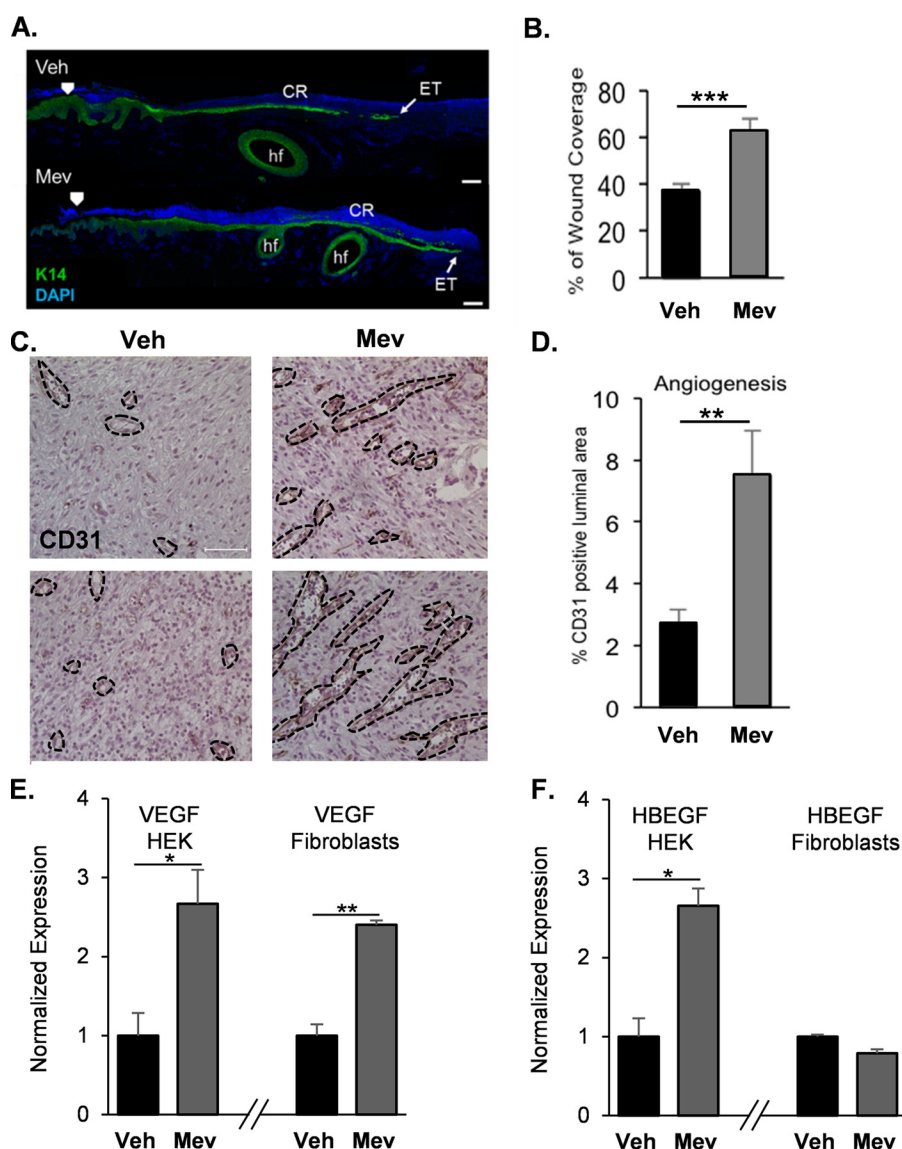 A.
Veh
CR
ET
hf
Mev
CR
hf
hf
ET
K14
DAPI
B.
% of Wound Coverage
80
60
40
20
0
***
Veh Mev
C.
Veh Mev
CD31
D.
Angiogenesis
% CD31 positive luminal area
10
8
6
4
2
0
**
Veh Mev
E.
Normalized Expression
4
3
2
1
0
VEGF
HEK
*
VEGF
Fibroblasts
**
Veh Mev // Veh Mev
F.
Normalized Expression
4
3
2
1
0
HBEGF
HEK
*
HBEGF
Fibroblasts
Veh Mev // Veh Mev